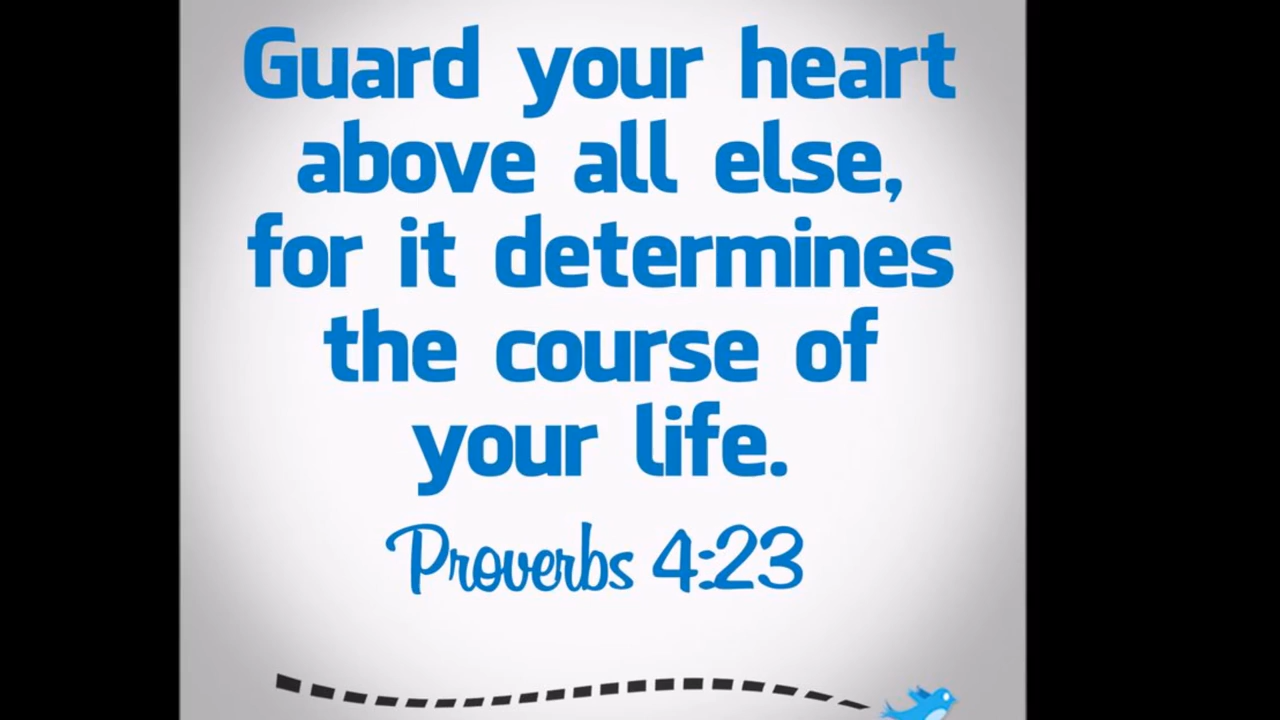 Guard your heart
above all else,
for it determines
the course of
your life.
Proverbs 4:23